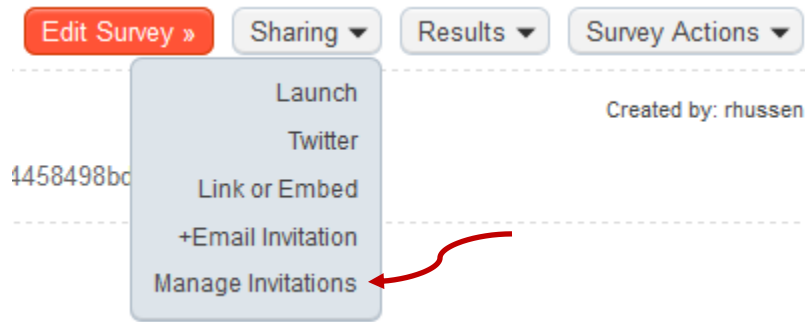 Edit Survey »
Sharing
Results
Survey Actions
Launch
Created by: rhussen
Twitter
4458498bc
Link or Embed
+Email Invitation
Manage Invitations